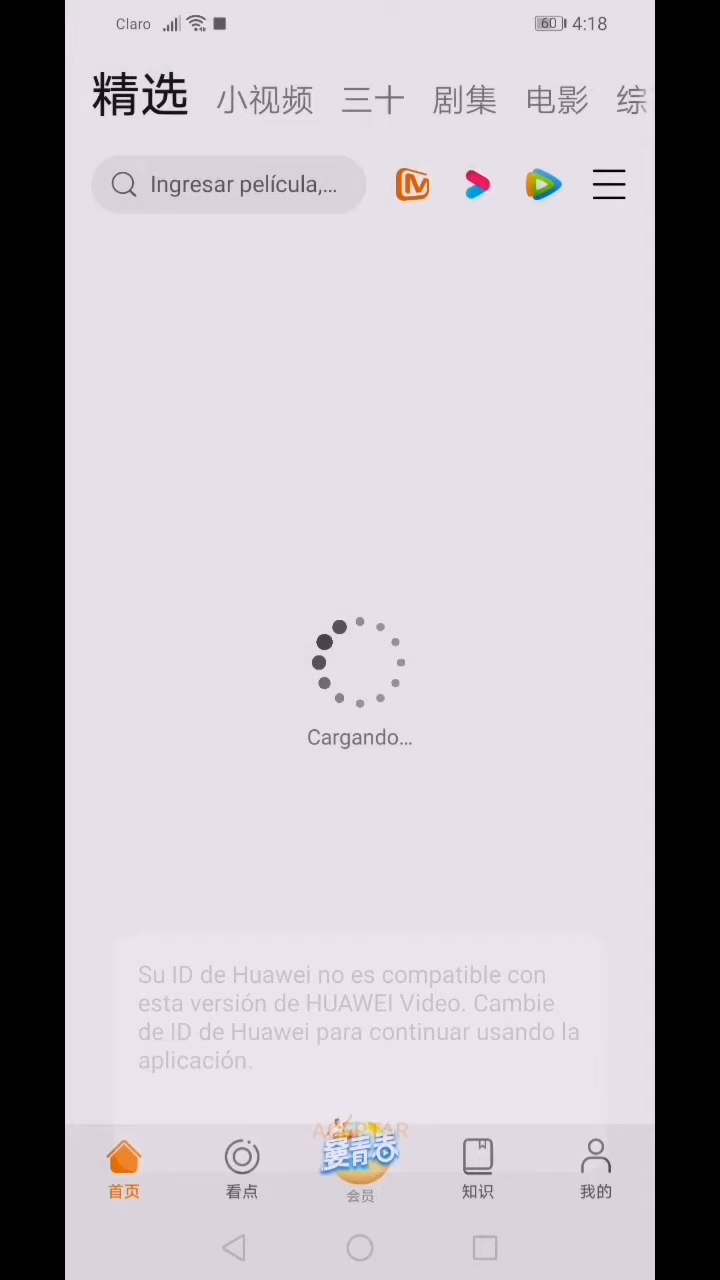 Claro 60 4:18
精选 小视频 三十 剧集 电影 综
Ingresar película,...
Cargando...
Su ID de Huawei no es compatible con
esta versión de HUAWEI Video. Cambie
de ID de Huawei para continuar usando la
aplicación.
ACEPTAR
首页 看点 会员 知识 我的